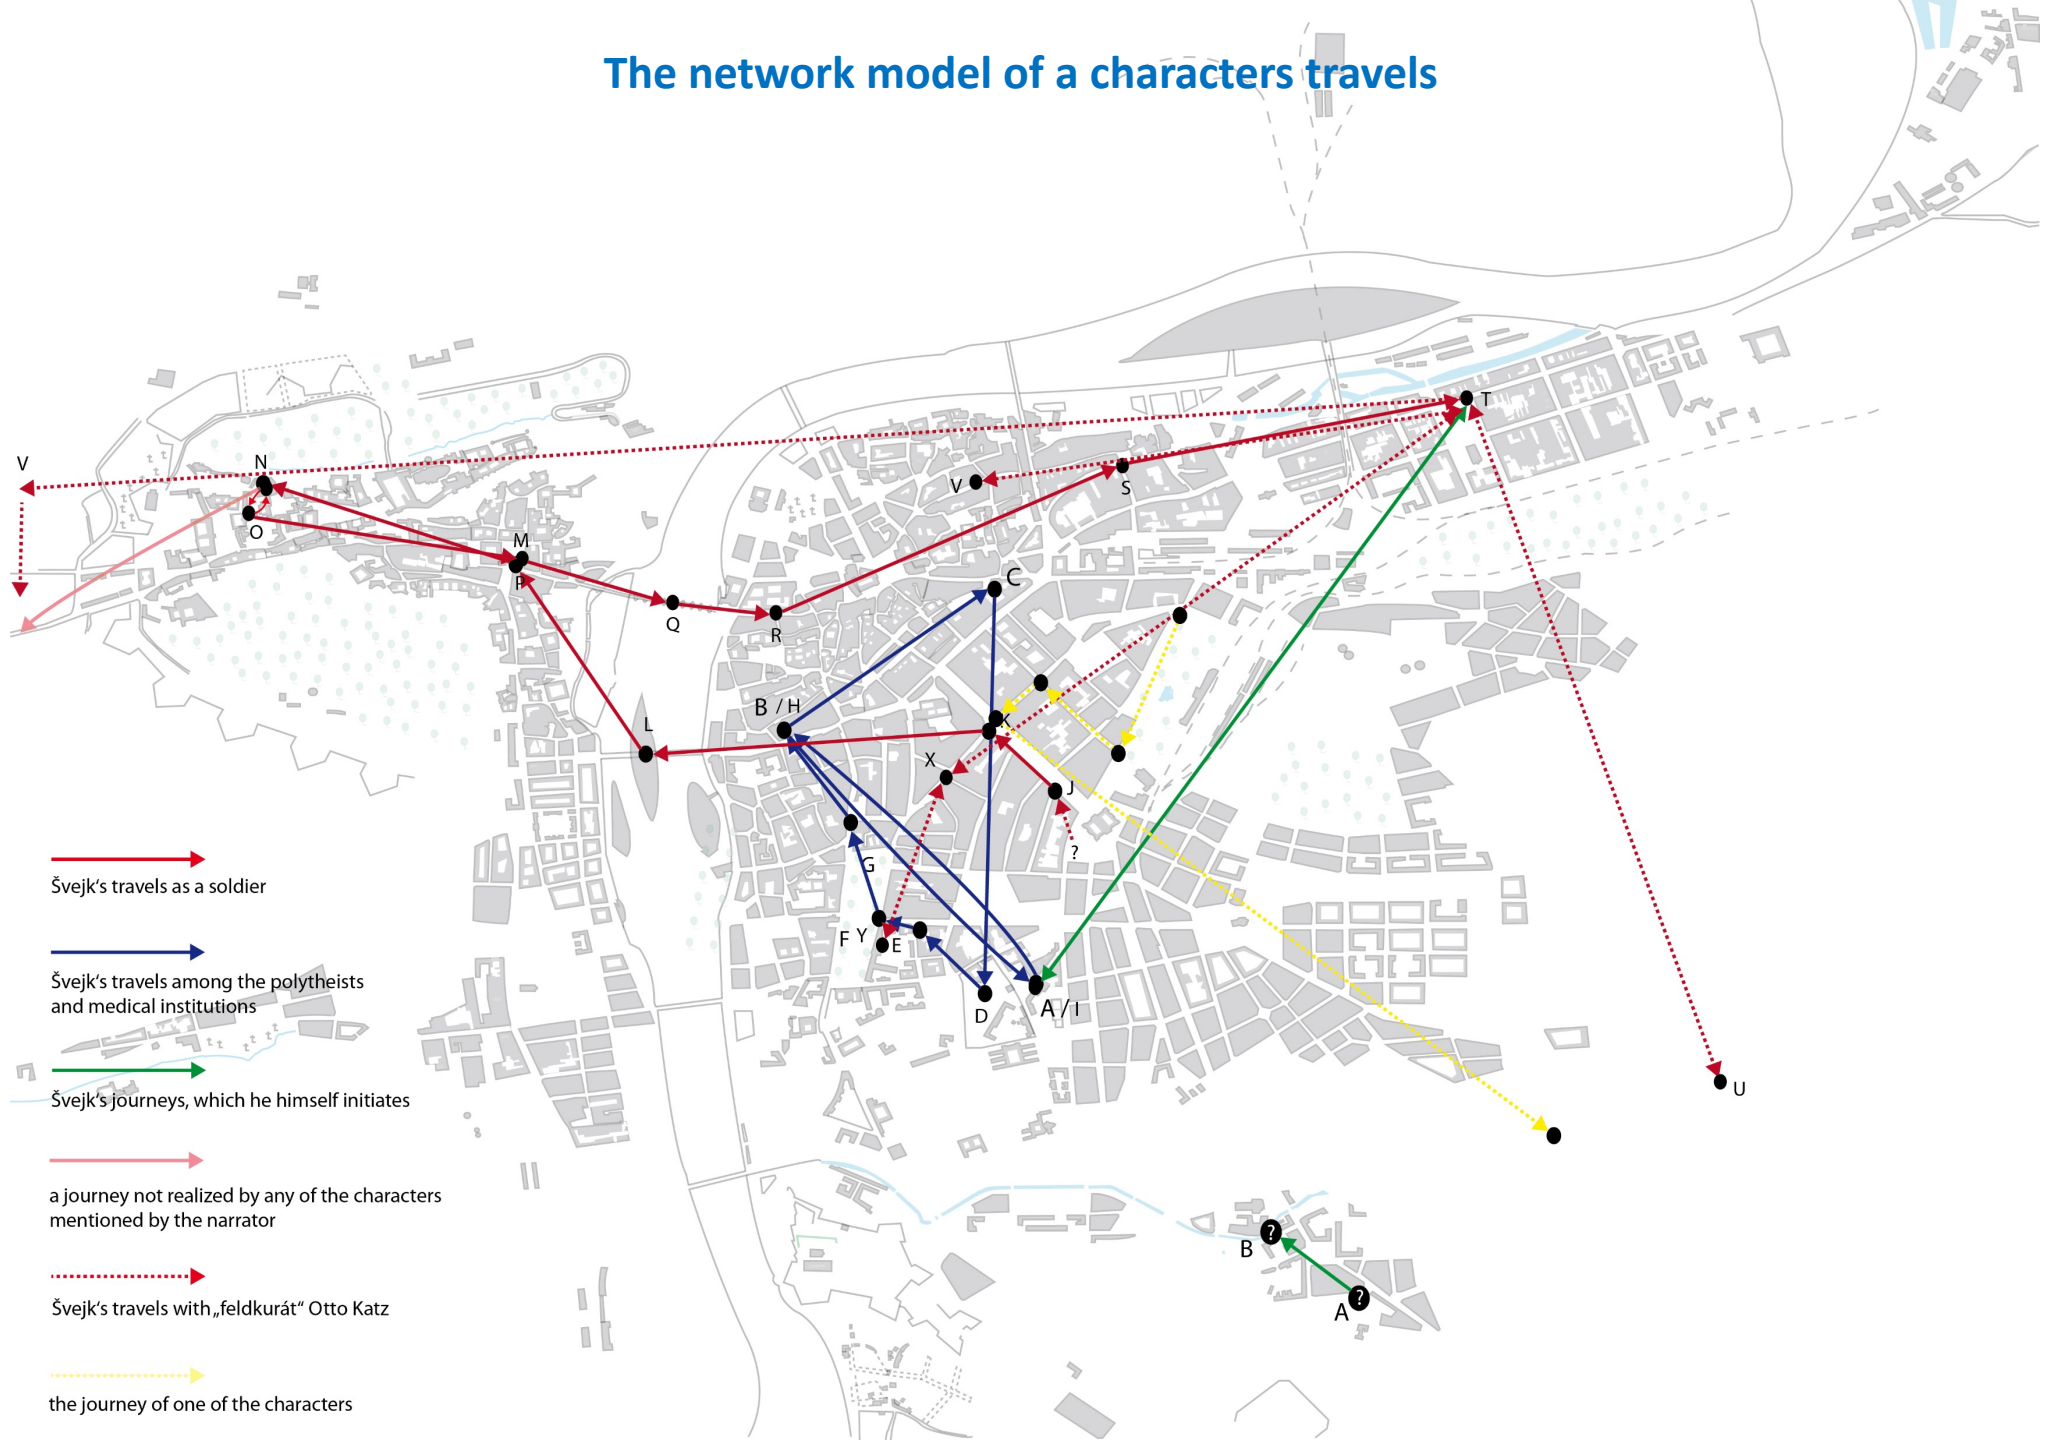 The network model of a characters travels
V
N
O
M
P
Q
R
V
S
T
C
B / H
K
L
X
J
?
G
F Y E
D
A / I
U
B ?
A ?
Švejk‘s travels as a soldier
Švejk‘s travels among the polytheists
and medical institutions
Švejk‘s journeys, which he himself initiates
a journey not realized by any of the characters
mentioned by the narrator
Švejk‘s travels with „feldkurát“ Otto Katz
the journey of one of the characters